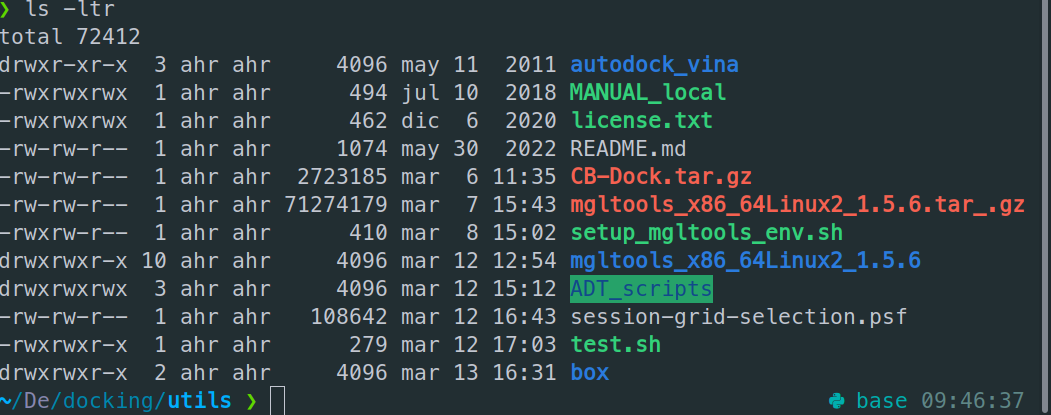 ❯ ls -ltr
total 72412
drwxr-xr-x  3 ahr ahr     4096 may 11  2011 autodock_vina
-rwxrwxrwx  1 ahr ahr      494 jul 10  2018 MANUAL_local
-rwxrwxrwx  1 ahr ahr      462 dic  6  2020 license.txt
-rw-rw-r--  1 ahr ahr     1074 may 30  2022 README.md
-rw-rw-r--  1 ahr ahr  2723185 mar  6 11:35 CB-Dock.tar.gz
-rw-rw-r--  1 ahr ahr 71274179 mar  7 15:43 mgltools_x86_64Linux2_1.5.6.tar_.gz
-rwxrw-r--  1 ahr ahr      410 mar  8 15:02 setup_mgltools_env.sh
drwxrwxr-x 10 ahr ahr     4096 mar 12 12:54 mgltools_x86_64Linux2_1.5.6
drwxrwxrwx  3 ahr ahr     4096 mar 12 15:12 ADT_scripts
-rw-rw-r--  1 ahr ahr   108642 mar 12 16:43 session-grid-selection.psf
-rwxrwxr-x  1 ahr ahr      279 mar 12 17:03 test.sh
drwxrwxr-x  2 ahr ahr     4096 mar 13 16:31 box
~/De/docking/utils ❯ base 09:46:37